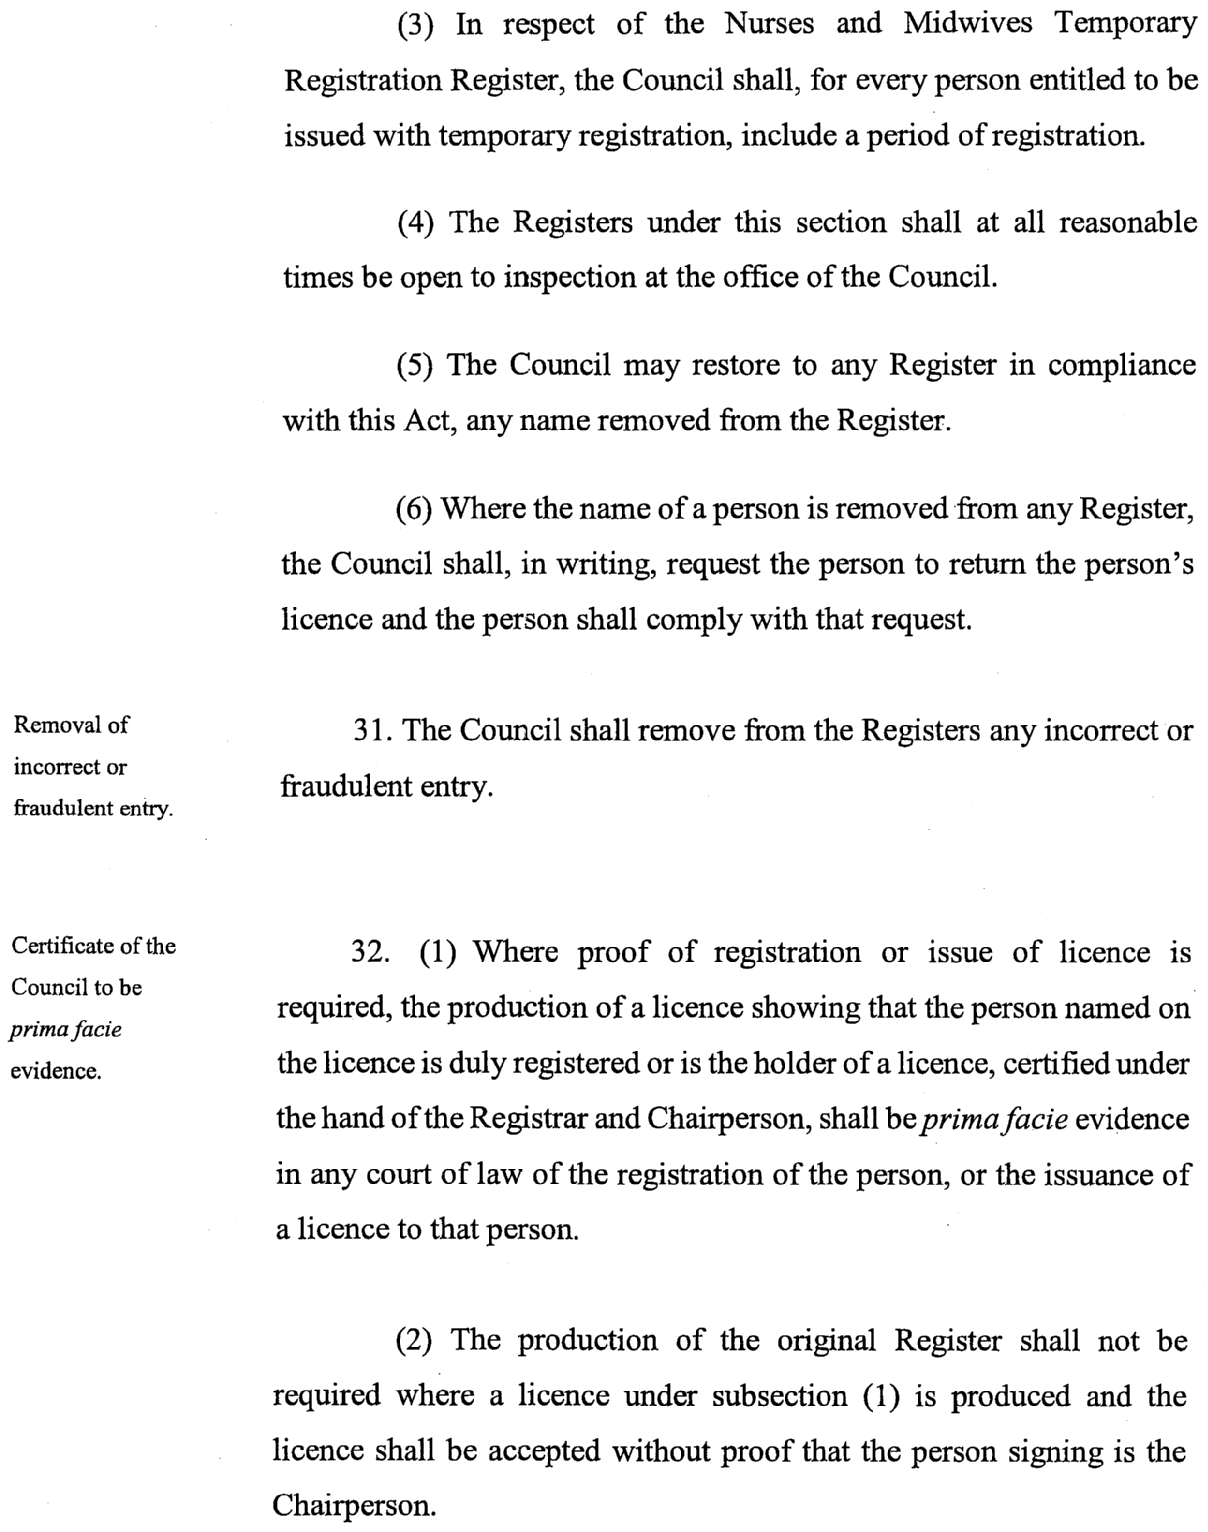 (3) In respect of the Nurses and Midwives Temporary
Registration Register, the Council shall, for every person entitled to be
issued with temporary registration, include a period of registration.
(4) The Registers under this section shall at all reasonable
times be open to inspection at the office of the Council.
(5) The Council may restore to any Register in compliance
with this Act, any name removed from the Register.
(6) Where the name of a person is removed from any Register,
the Council shall, in writing, request the person to return the person's
licence and the person shall comply with that request.
Removal of
incorrect or
fraudulent entry.
31. The Council shall remove from the Registers any incorrect or
fraudulent entry.
Certificate of the
Council to be
prima facie
evidence.
32. (1) Where proof of registration or issue of licence is
required, the production of a licence showing that the person named on
the licence is duly registered or is the holder of a licence, certified under
the hand of the Registrar and Chairperson, shall be prima facie evidence
in any court of law of the registration of the person, or the issuance of
a licence to that person.
(2) The production of the original Register shall not be
required where a licence under subsection (1) is produced and the
licence shall be accepted without proof that the person signing is the
Chairperson.